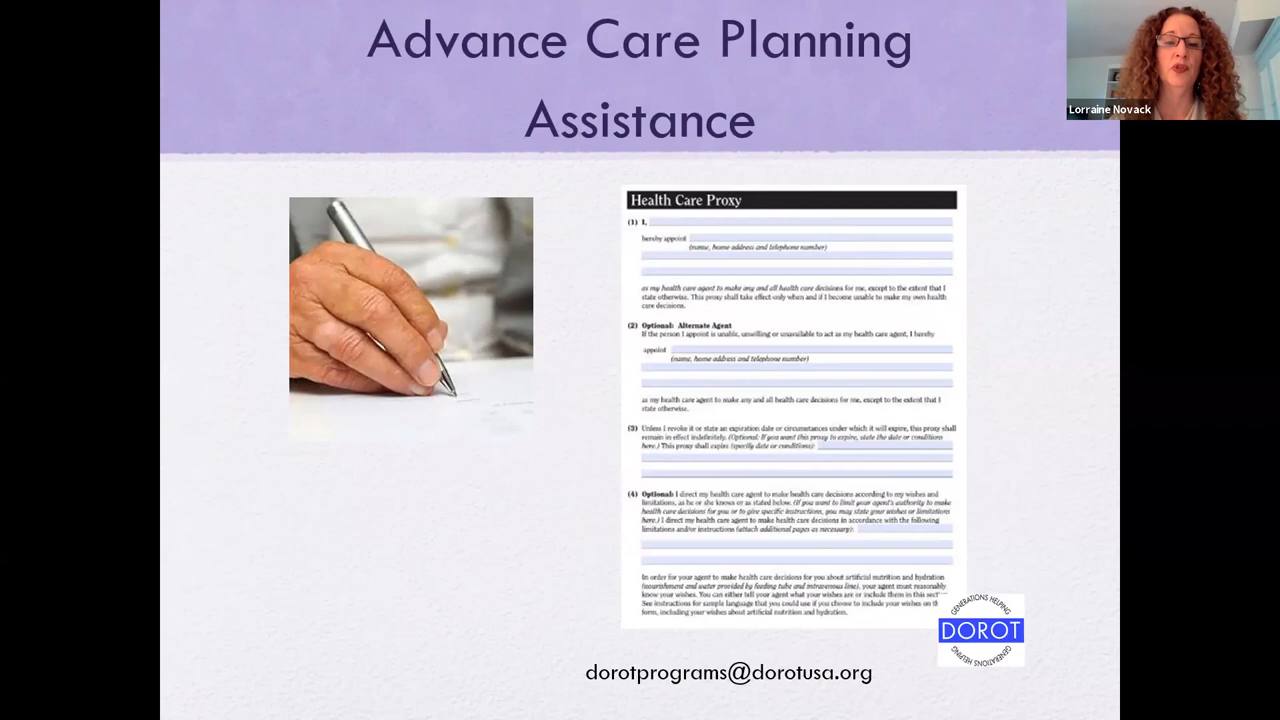 Advance Care Planning
Assistance
Lorraine Novack
Health Care Proxy
(1) I,
hereby appoint
(name, home address and telephone number)
as my health care agent to make any and all health care decisions for me, except to the extent that I
state otherwise. This proxy shall take effect only when and if I become unable to make my own health
care decisions.
(2) Optional: Alternate Agent
If the person I appoint is unable, unwilling or unavailable to act as my health care agent, I hereby
appoint
(name, home address and telephone number)
as my health care agent to make any and all health care decisions for me, except to the extent that I
state otherwise.
(3) Unless I revoke it or state an expiration date or circumstances under which it will expire, this proxy shall
remain in effect indefinitely. (Optional: If you want this proxy to expire, state the date or conditions
here.) This proxy shall expire (specify date or conditions):
(4) Optional: I direct my health care agent to make health care decisions according to my wishes and
limitations, as he or she knows or as stated below. (If you want to limit your agent's authority to make
health care decisions for you or to give specific instructions, you may state your wishes or limitations
here.) I direct my health care agent to make health care decisions in accordance with the following
limitations and/or instructions (attach additional pages as necessary):
In order for your agent to make health care decisions for you about artificial nutrition and hydration
(nourishment and water provided by feeding tube and intravenous line), your agent must reasonably
know your wishes. You can either tell your agent what your wishes are or include them in this sect
See instructions for sample language that you could use if you choose to include your wishes on th
form, including your wishes about artificial nutrition and hydration.
GENERATIONS HELPING
DOROT
GENERATIONS HELPING
dorotprograms@dorotusa.org